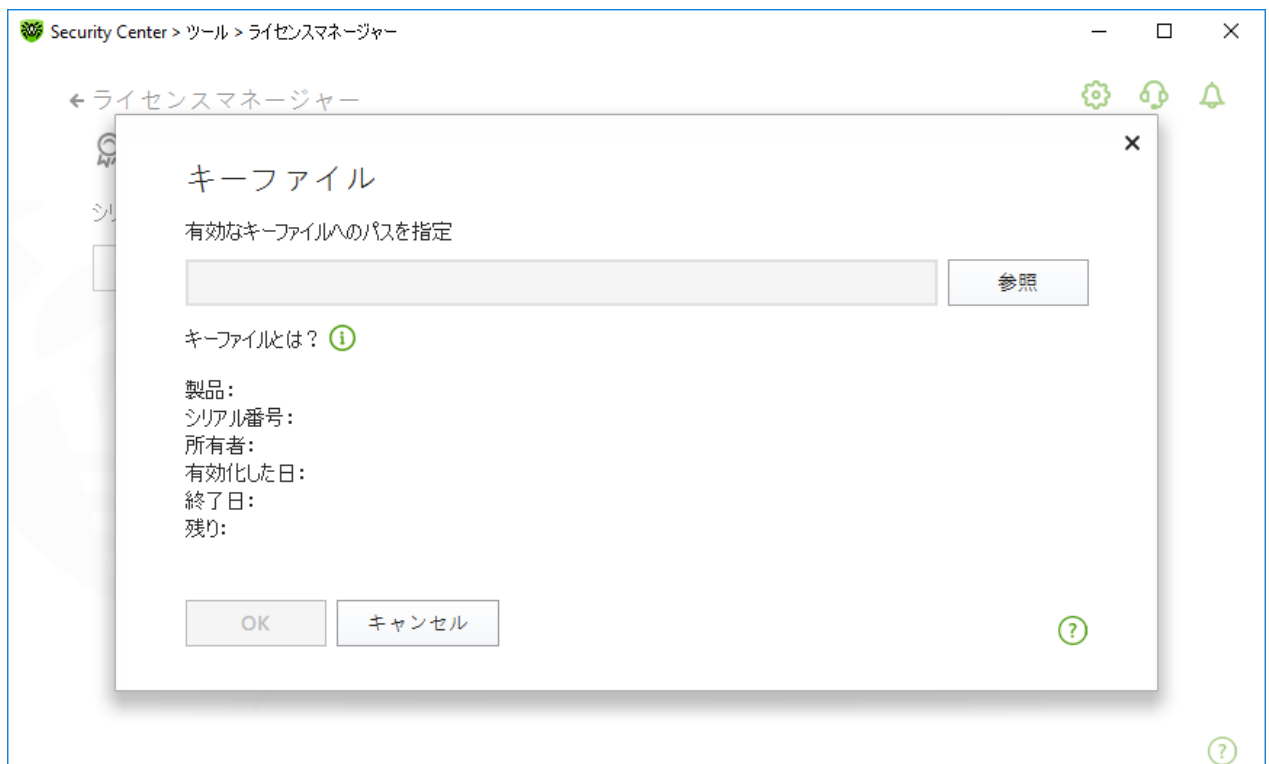 Security Center > ツール > ライセンスマネージャー
ライセンスマネージャー
キーファイル
シリ
有効なキーファイルへのパスを指定
参照
キーファイルとは？
製品：
シリアル番号：
所有者：
有効化した日：
終了日：
残り：
OK
キャンセル